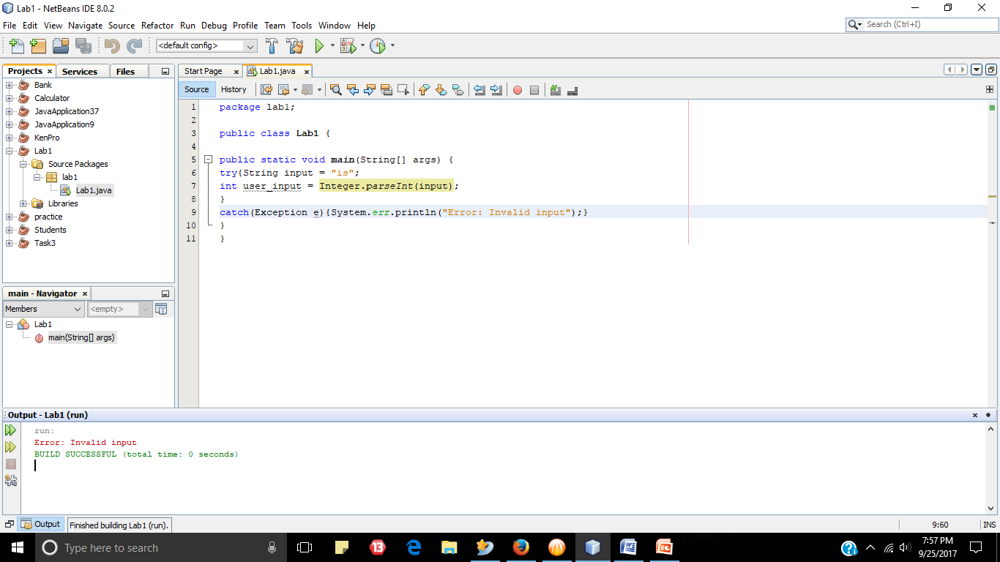 Lab1 - NetBeans IDE 8.0.2
File Edit View Navigate Source Refactor Run Debug Profile Team Tools Window Help
Search (Ctrl+I)
<default config>
Projects × Services Files
Bank
Calculator
JavaApplication37
JavaApplication9
KenPro
Lab1
Source Packages
lab1
Lab1.java
Libraries
practice
Students
Task3
main - Navigator ×
Members <empty>
Lab1
main(String[] args)
Start Page × Lab1.java ×
Source History
1 package lab1;
2
3 public class Lab1 {
4
5 public static void main(String[] args) {
6 try{String input = "is";
7 int user_input = Integer.parseInt(input);
8 }
9 catch(Exception e){System.err.println("Error: Invalid input");}
10 }
11 }
Output - Lab1 (run)
run:
Error: Invalid input
BUILD SUCCESSFUL (total time: 0 seconds)
Output Finished building Lab1 (run). 9:60 INS
Type here to search 13 7:57 PM
9/25/2017